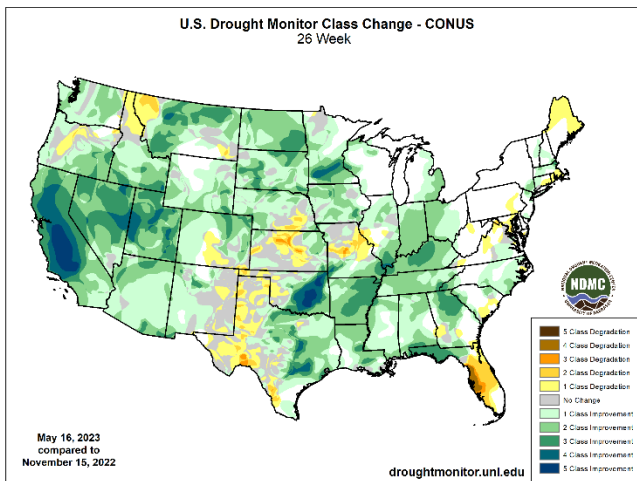 U.S. Drought Monitor Class Change - CONUS
26 Week
NDMC
5 Class Degradation
4 Class Degradation
3 Class Degradation
2 Class Degradation
1 Class Degradation
No Change
1 Class Improvement
2 Class Improvement
3 Class Improvement
4 Class Improvement
5 Class Improvement
May 16, 2023
compared to
November 15, 2022
droughtmonitor.unl.edu